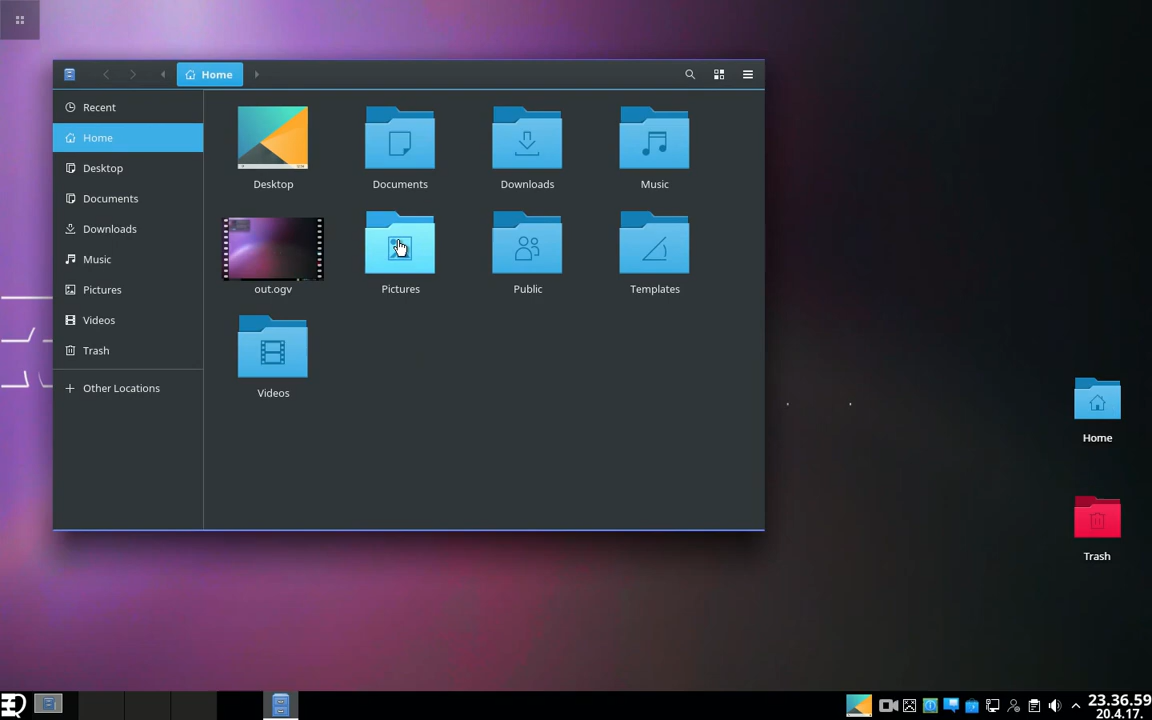 Home
Recent
Home
Desktop
Documents
Downloads
Music
Pictures
Videos
Trash
Other Locations
Desktop
Documents
Downloads
Music
out.ogv
Pictures
Public
Templates
Videos
Home
Trash
23.36.59
20.4.17.